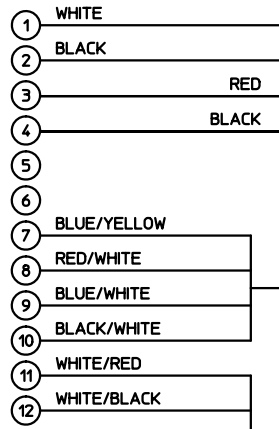 1 WHITE
2 BLACK
3 RED
4 BLACK
5
6
7 BLUE/YELLOW
8 RED/WHITE
9 BLUE/WHITE
10 BLACK/WHITE
11 WHITE/RED
12 WHITE/BLACK